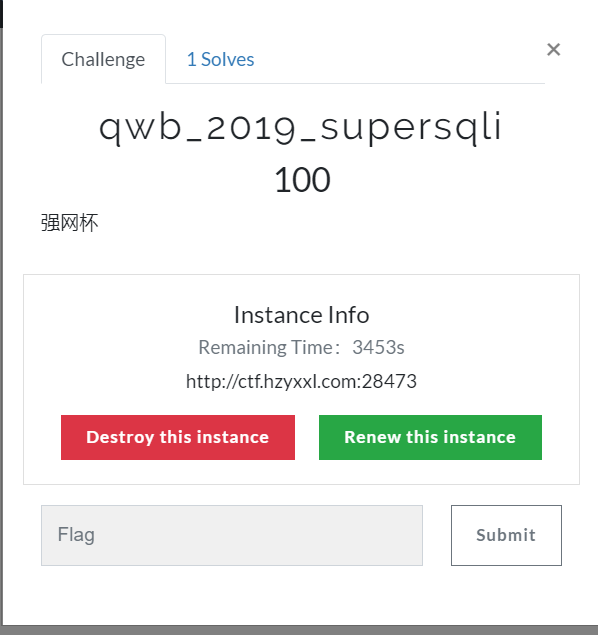 Challenge
1 Solves
×
qwb_2019_supersqli
100
强网杯
Instance Info
Remaining Time：3453s
http://ctf.hzyxxl.com:28473
Destroy this instance
Renew this instance
Flag
Submit